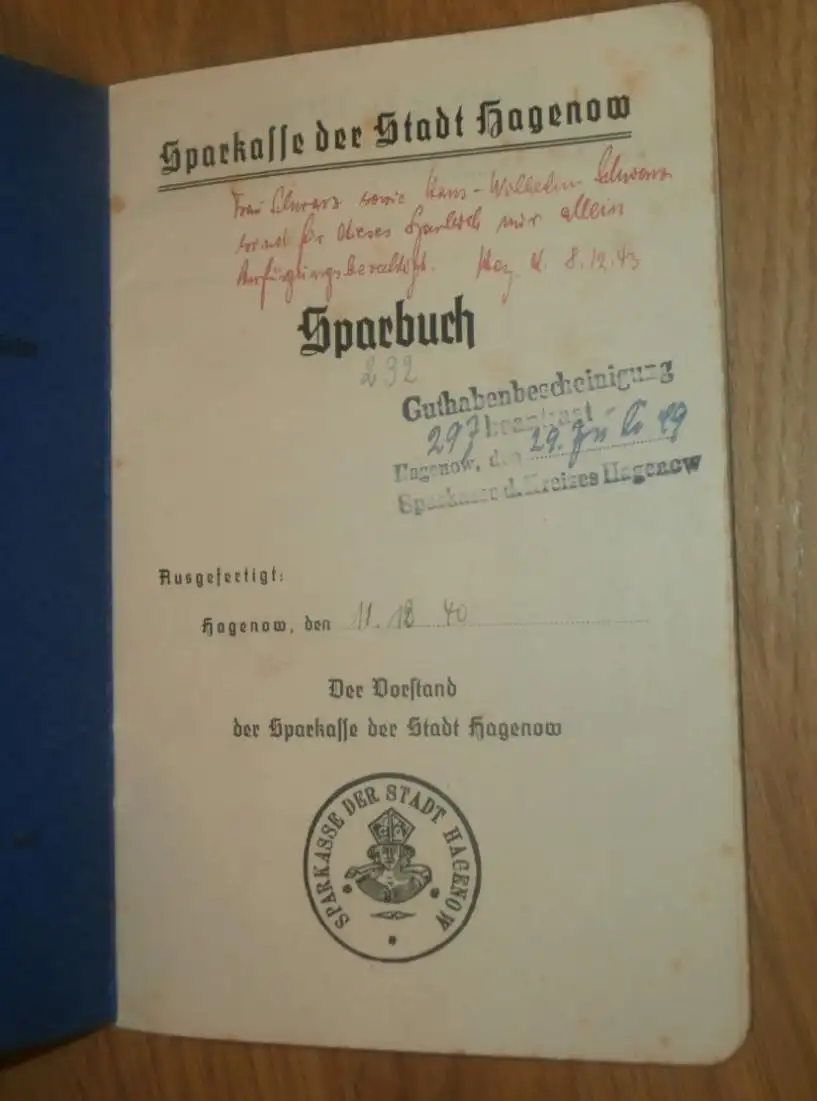 Sparkasse der Stadt Hagenow
Frau Schwarz sowie Hans-Wilhelm Schwarz
sind für dieses Sparbuch nur allein
Verfügungsberechtigt. 8.12.43
Sparbuch
232
Guthabenbescheinigung
297 beantragt
Hagenow, den 29. 49
Sparkasse d. Kreises Hagenow
Ausgefertigt:
Hagenow, den 11. 12 40
Der Vorstand
der Sparkasse der Stadt Hagenow
SPARKASSE DER STADT HAGENOW